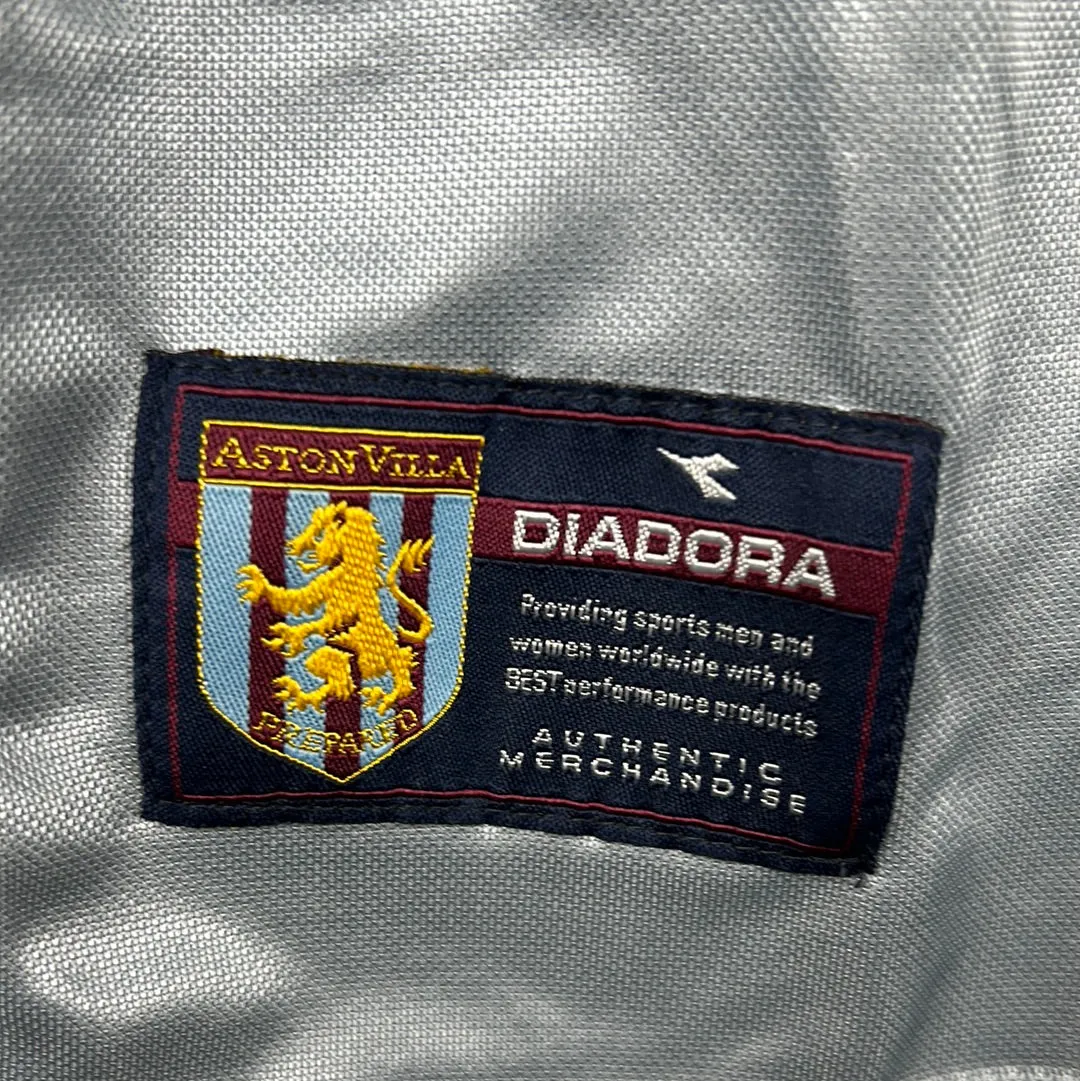 ASTON VILLA
PREPARED
DIADORA
Providing sports men and
women worldwide with the
BEST performance products
AUTHENTIC
MERCHANDISE